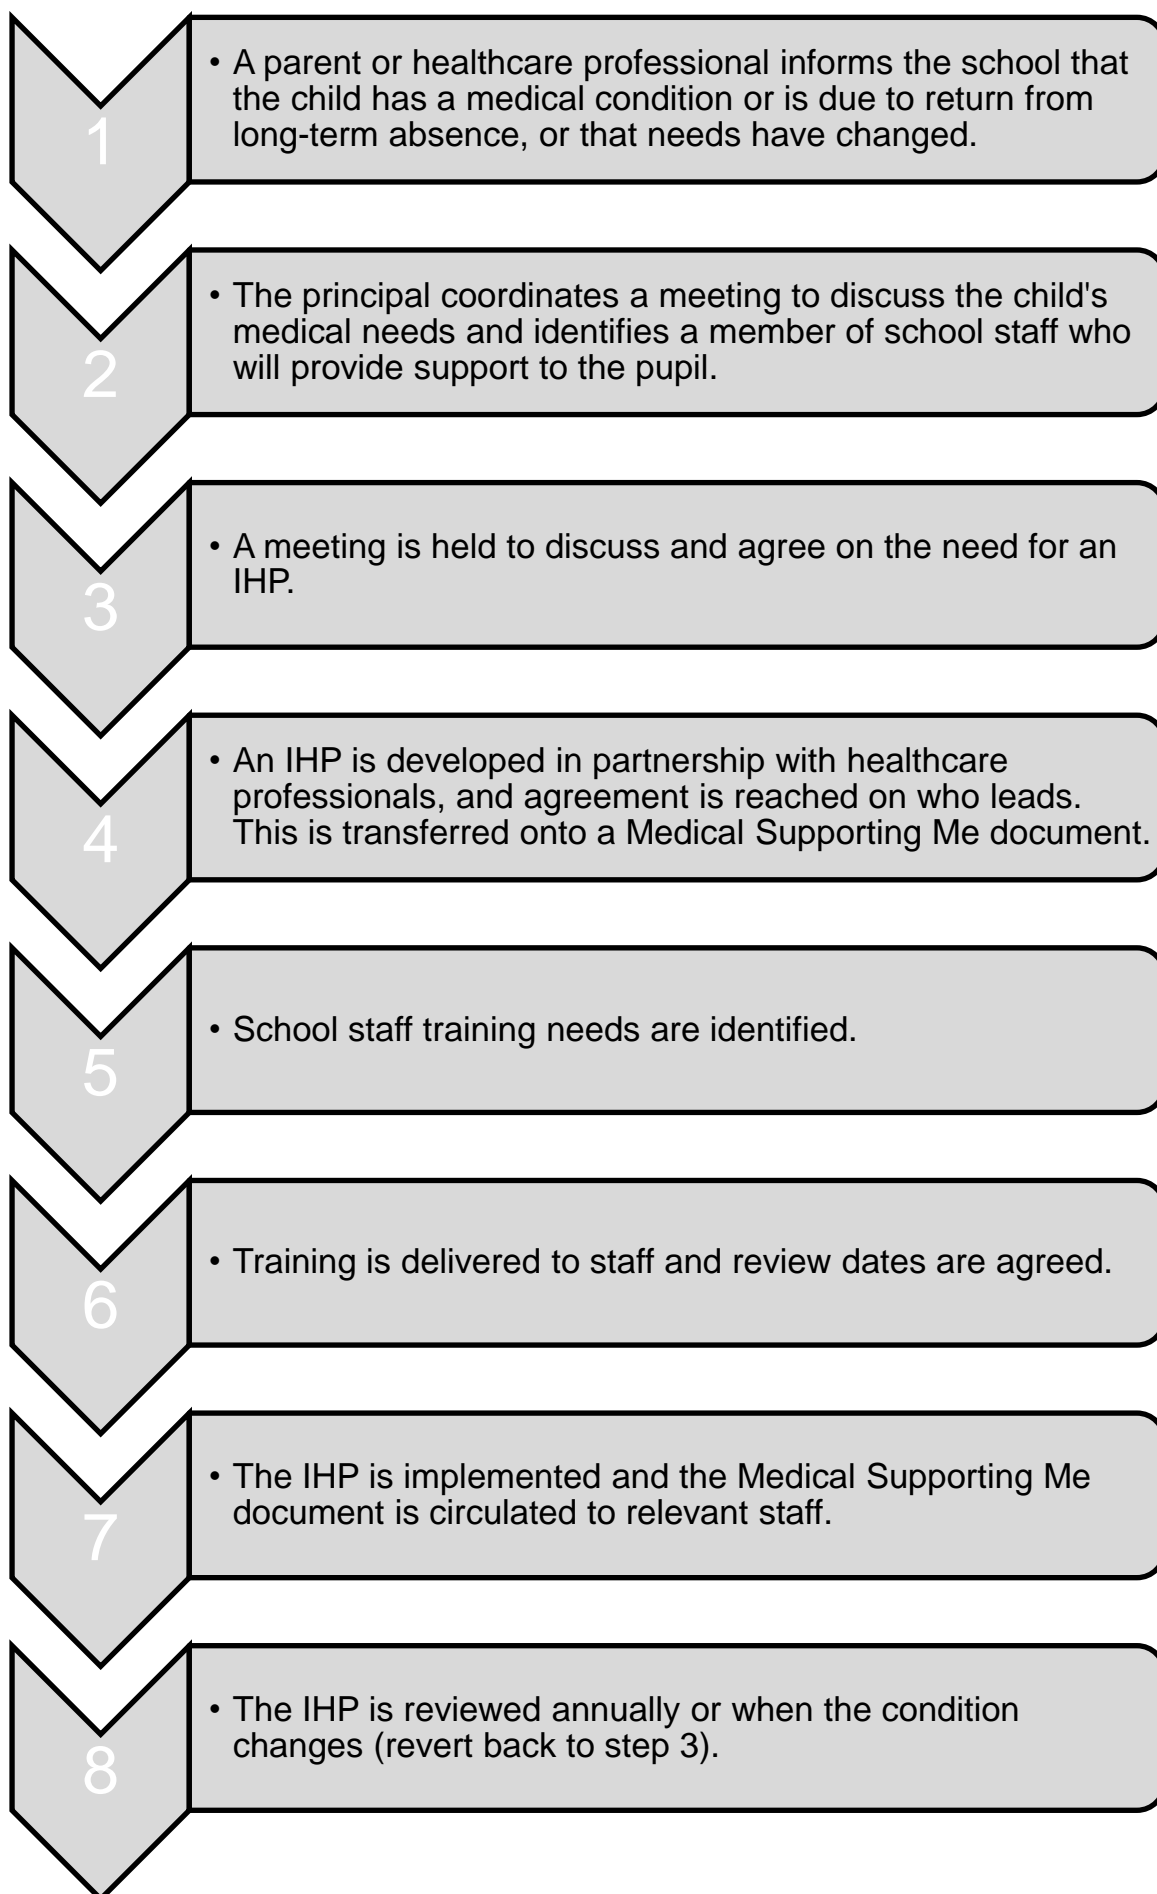 1
• A parent or healthcare professional informs the school that
the child has a medical condition or is due to return from
long-term absence, or that needs have changed.
2
• The principal coordinates a meeting to discuss the child's
medical needs and identifies a member of school staff who
will provide support to the pupil.
3
• A meeting is held to discuss and agree on the need for an
IHP.
4
• An IHP is developed in partnership with healthcare
professionals, and agreement is reached on who leads.
This is transferred onto a Medical Supporting Me document.
5
• School staff training needs are identified.
6
• Training is delivered to staff and review dates are agreed.
7
• The IHP is implemented and the Medical Supporting Me
document is circulated to relevant staff.
8
• The IHP is reviewed annually or when the condition
changes (revert back to step 3).